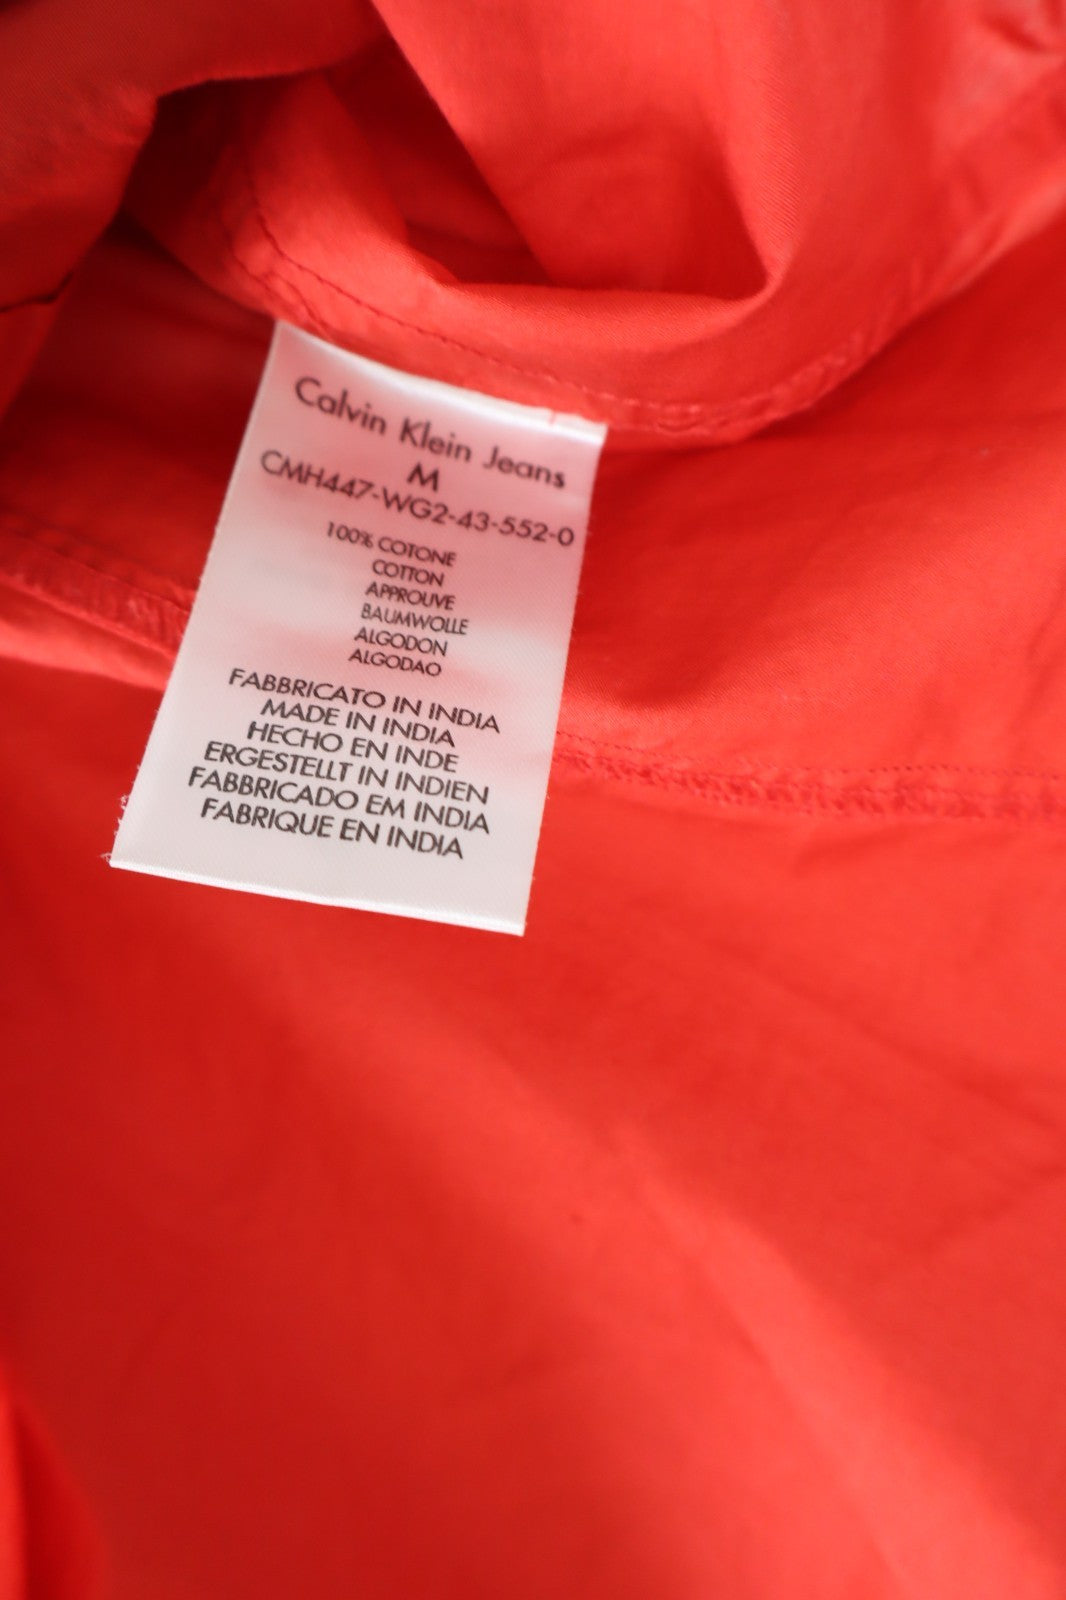 Calvin Klein Jeans
M
CMH447-WG2-43-552-0
100% COTONE
COTTON
APPROUVE
BAUMWOLLE
ALGODON
ALGODAO
FABBRICATO IN INDIA
MADE IN INDIA
HECHO EN INDE
ERGESTELLT IN INDIEN
FABBRICADO EM INDIA
FABRIQUE EN INDIA